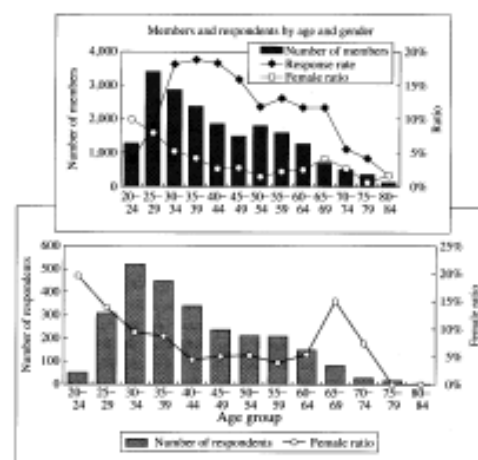 Members and respondents by age and gender
Number of members
Response rate
Female ratio
Number of members
4,000
3,000
2,000
1,000
0
20%
15%
10%
5%
0%
Ratio
20– 25– 30– 35– 40– 45– 50– 55– 60– 65– 70– 75– 80–
24 29 34 39 44 49 54 59 64 69 74 79 84
Number of respondents
600
500
400
300
200
100
0
25%
20%
15%
10%
5%
0%
Female ratio
20– 25– 30– 35– 40– 45– 50– 55– 60– 65– 70– 75– 80–
24 29 34 39 44 49 54 59 64 69 74 79 84
Age group
Number of respondents Female ratio